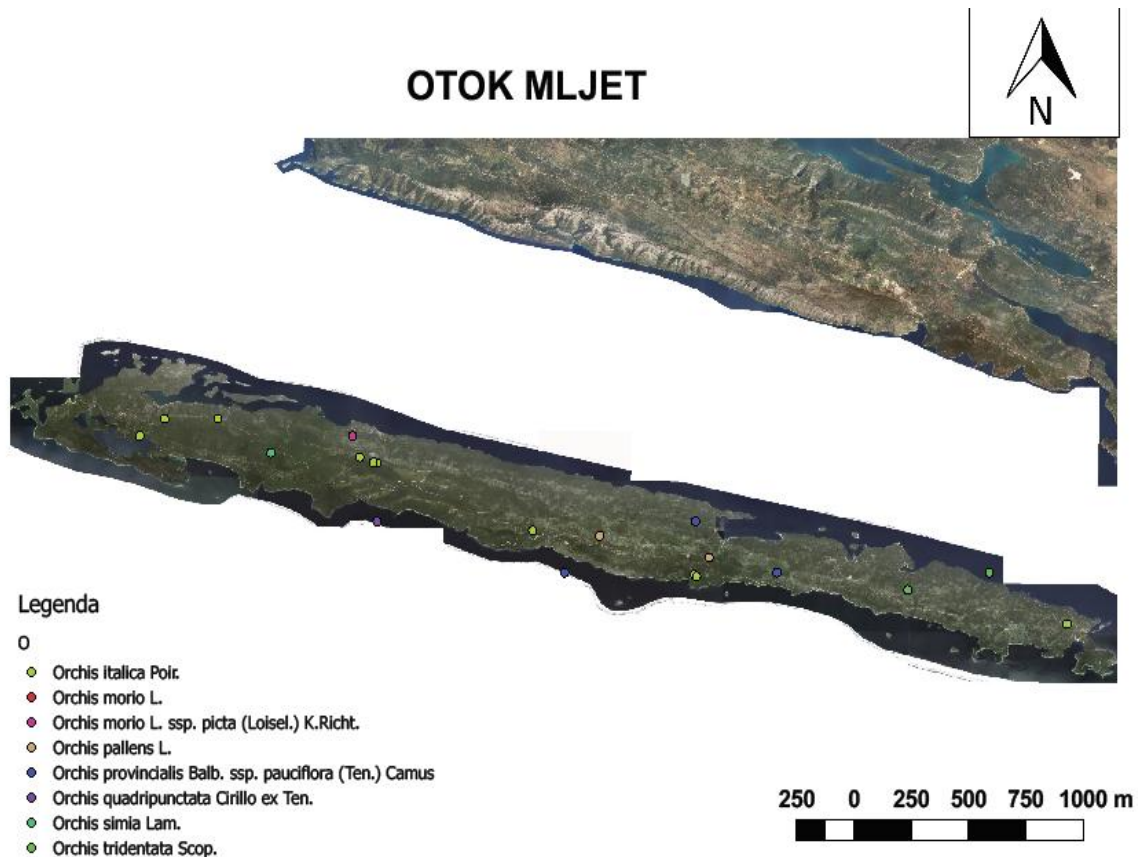 OTOK MLJET
N
Legenda
O
Orchis italica Poir.
Orchis morio L.
Orchis morio L. ssp. picta (Loisel.) K.Richt.
Orchis pallens L.
Orchis provincialis Balb. ssp. pauciflora (Ten.) Camus
Orchis quadripunctata Cirillo ex Ten.
Orchis simia Lam.
Orchis tridentata Scop.
250 0 250 500 750 1000 m